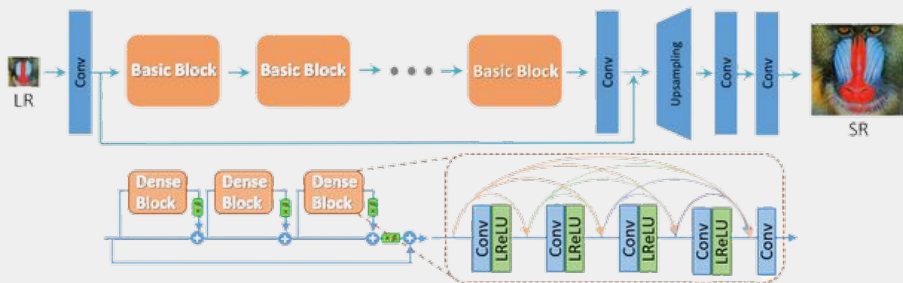 LR
Conv
Basic Block
Basic Block
Basic Block
Conv
Upsampling
Conv
Conv
SR
Dense
Block
Dense
Block
Dense
Block
Conv
LReLU
Conv
LReLU
Conv
LReLU
Conv
LReLU
Conv